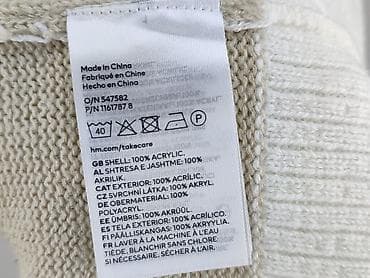 Made in China
Fabriqué en Chine
Hecho en China
O/N 547582
P/N 1161787 8
40
P
hm.com/takecare
GB SHELL: 100% ACRYLIC.
AL SHTRESA E JASHTME: 100%
AKRILIK.
CAT EXTERIOR: 100% ACRÍLIC.
CZ SVRCHNÍ LÁTKA: 100% AKRYL.
DE OBERMATERIAL: 100%
POLYACRYL.
EE ÜMBRIS: 100% AKRÜÜL.
ES TELA EXTERIOR: 100% ACRÍLICO.
FI PÄÄLLISKANGAS: 100% AKRYYLIA.
FR LAVER À LA MACHINE À L'EAU
TIÈDE, BLANCHIR SANS CHLORE
SI NÉCESSAIRE, SÉCHER À L'AIR.